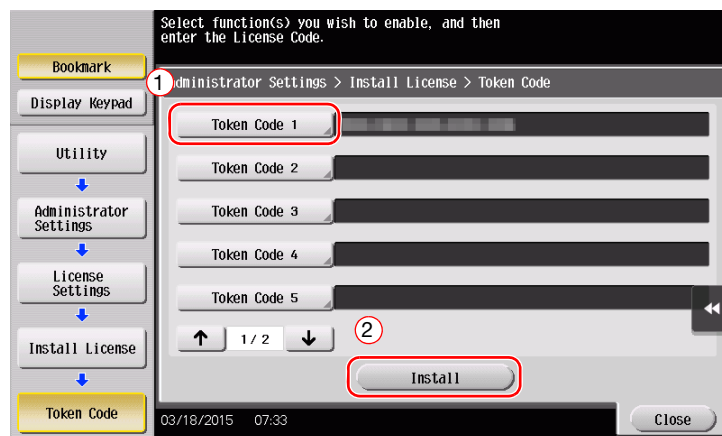 Select function(s) you wish to enable, and then
enter the License Code.
Bookmark
Display Keypad
Utility
Administrator
Settings
License
Settings
Install License
Token Code
1
dministrator Settings > Install License > Token Code
Token Code 1
Token Code 2
Token Code 3
Token Code 4
Token Code 5
1/ 2
2
Install
03/18/2015 07:33
Close